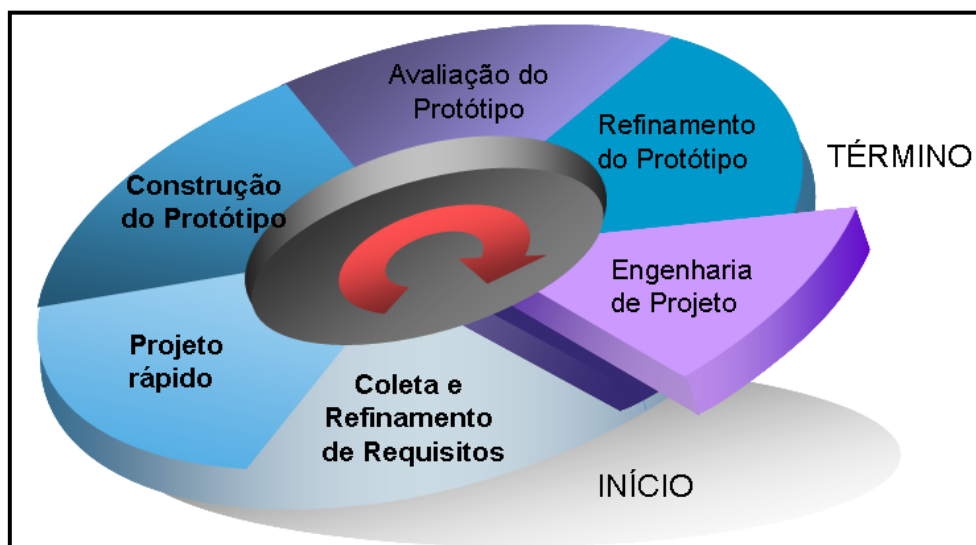 Avaliação do
Protótipo
Refinamento
do Protótipo
TÉRMINO
Construção
do Protótipo
Engenharia
de Projeto
Projeto
rápido
Coleta e
Refinamento
de Requisitos
INÍCIO